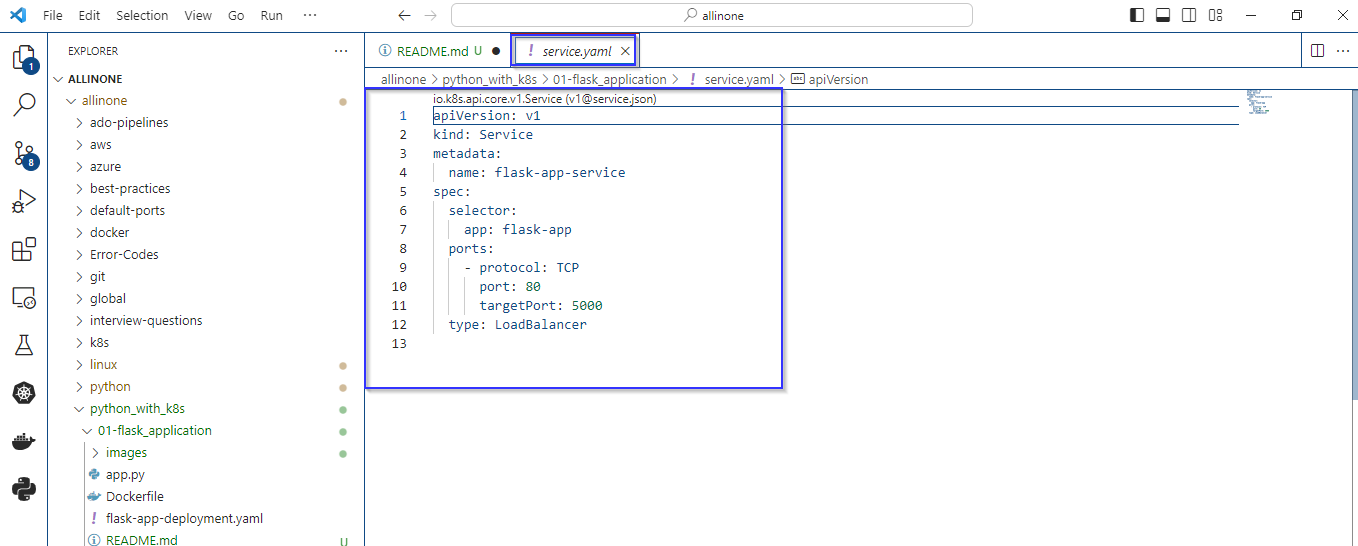 File Edit Selection View Go Run ··· allinone
EXPLORER ···
ALLINONE
allinone
ado-pipelines
aws
azure
best-practices
default-ports
docker
Error-Codes
git
global
interview-questions
k8s
linux
python
python_with_k8s
01-flask_application
images
app.py
Dockerfile
flask-app-deployment.yaml
README.md U
1
8
README.md U
! service.yaml
allinone > python_with_k8s > 01-flask_application > ! service.yaml > abc apiVersion
io.k8s.api.core.v1.Service (v1@service.json)
1 apiVersion: v1
2 kind: Service
3 metadata:
4 name: flask-app-service
5 spec:
6 selector:
7 app: flask-app
8 ports:
9 - protocol: TCP
10 port: 80
11 targetPort: 5000
12 type: LoadBalancer
13